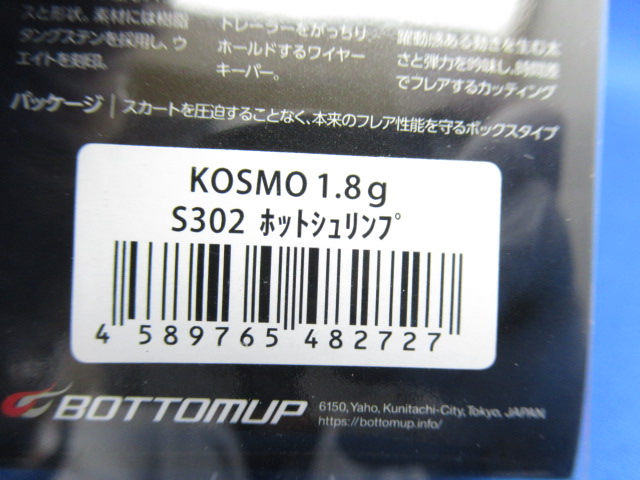 スと形状。素材には樹脂
タングステンを採用し、ウ
エイトを刻印。
トレーラーをがっちり
ホールドするワイヤー
キーパー。
躍動感ある動きを生む太
さと弾力を吟味し、時間差
でフレアするカッティング
パッケージ｜スカートを圧迫することなく、本来のフレア性能を守るボックスタイプ
KOSMO 1.8g
S302 ﾎｯﾄｼｭﾘﾝﾌﾟ
4 589765 482727
BOTTOMUP
6150, Yaho, Kunitachi-City, Tokyo, JAPAN
https://bottomup.info/